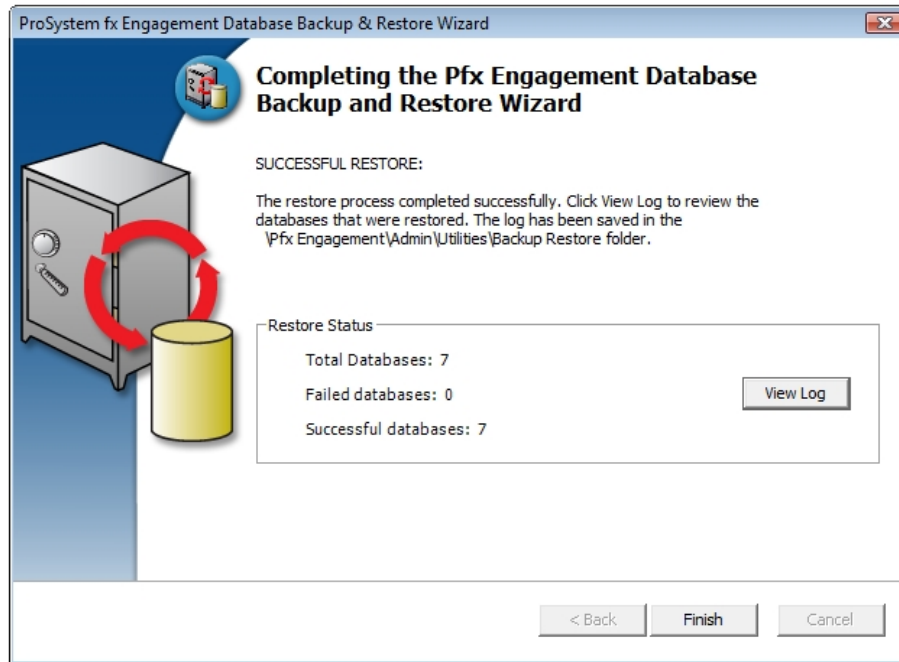 ProSystem fx Engagement Database Backup & Restore Wizard
Completing the Pfx Engagement Database
Backup and Restore Wizard
SUCCESSFUL RESTORE:
The restore process completed successfully. Click View Log to review the
databases that were restored. The log has been saved in the
\Pfx Engagement\Admin\Utilities\Backup Restore folder.
Restore Status
Total Databases: 7
Failed databases: 0
View Log
Successful databases: 7
< Back
Finish
Cancel